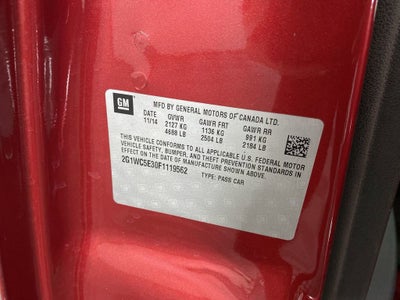 GM
MFD BY GENERAL MOTORS OF CANADA LTD.
DATE GVWR GAWR FRT GAWR RR
11/14 2127 KG 1136 KG 991 KG
4688 LB 2504 LB 2184 LB
THIS VEHICLE CONFORMS TO ALL APPLICABLE U.S. FEDERAL MOTOR
VEHICLE SAFETY, BUMPER, AND THEFT PREVENTION STANDARDS
IN EFFECT ON THE DATE OF MANUFACTURE SHOWN ABOVE.
2G1WC5E30F1119562 TYPE: PASS CAR